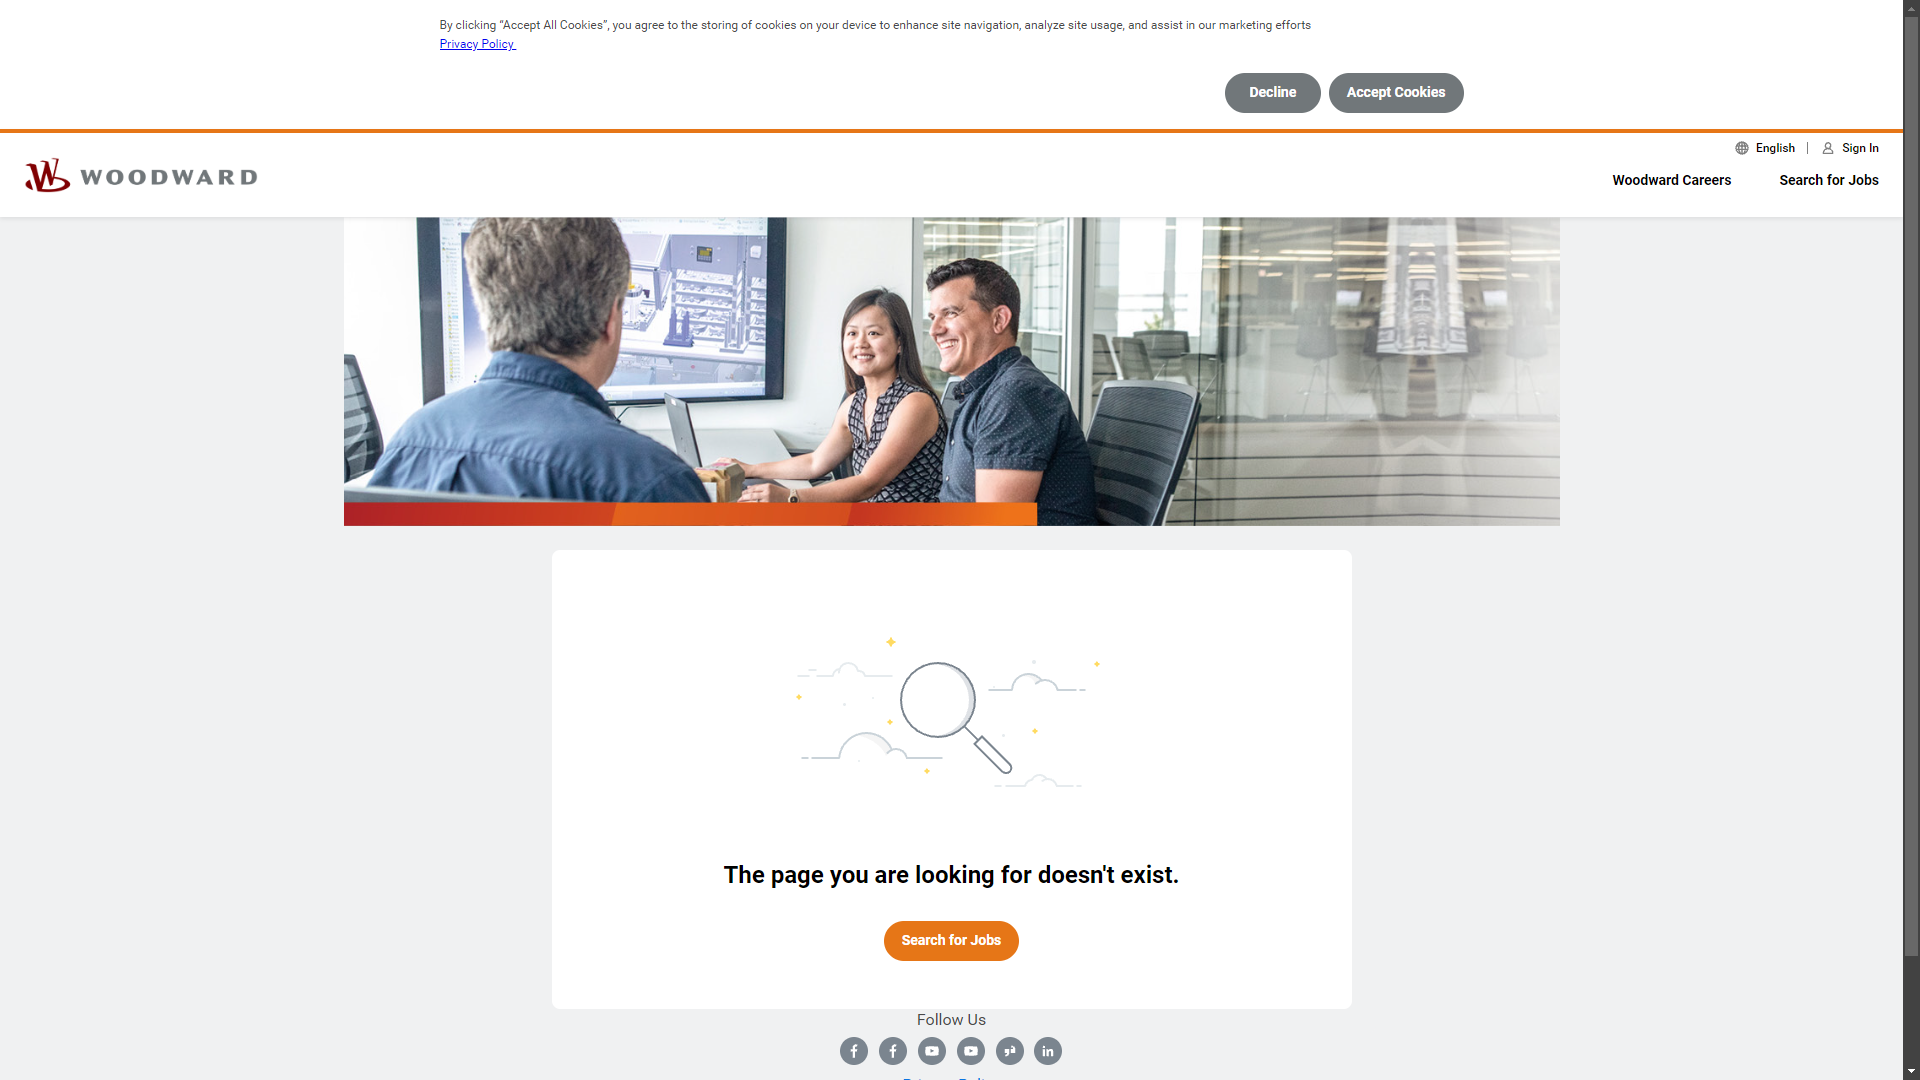 By clicking “Accept All Cookies”, you agree to the storing of cookies on your device to enhance site navigation, analyze site usage, and assist in our marketing efforts
Privacy Policy
Decline
Accept Cookies
English
Sign In
WOODWARD
Woodward Careers
Search for Jobs
The page you are looking for doesn't exist.
Search for Jobs
Follow Us